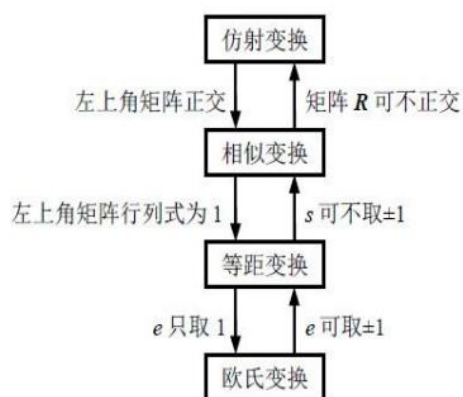 仿射变换
左上角矩阵正交
矩阵 R 可不正交
相似变换
左上角矩阵行列式为 1
s 可不取±1
等距变换
e 只取 1
e 可取±1
欧氏变换